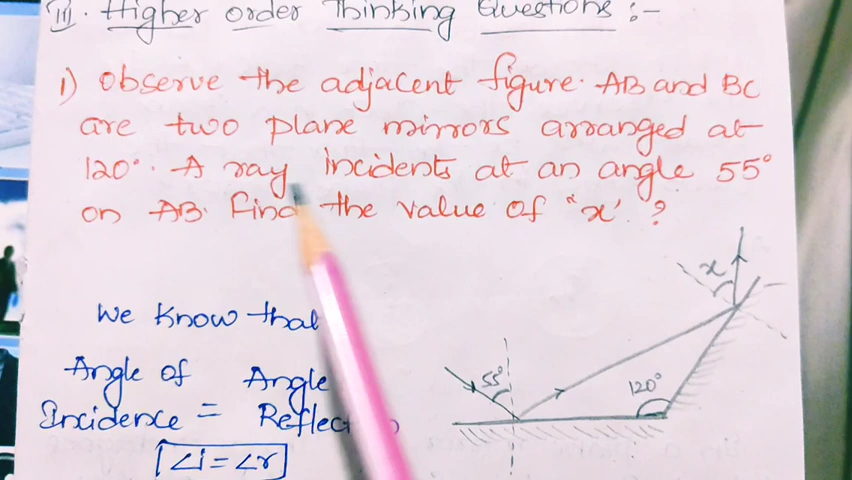 III. Higher order Thinking Questions :-
1) Observe the adjacent figure. AB and BC
are two plane mirrors arranged at
120°. A ray incidents at an angle 55°
on AB. Find the value of "x'. ?
x
We know that
55°
120°
Angle of Angle
Incidence = Reflec
∠i = ∠r